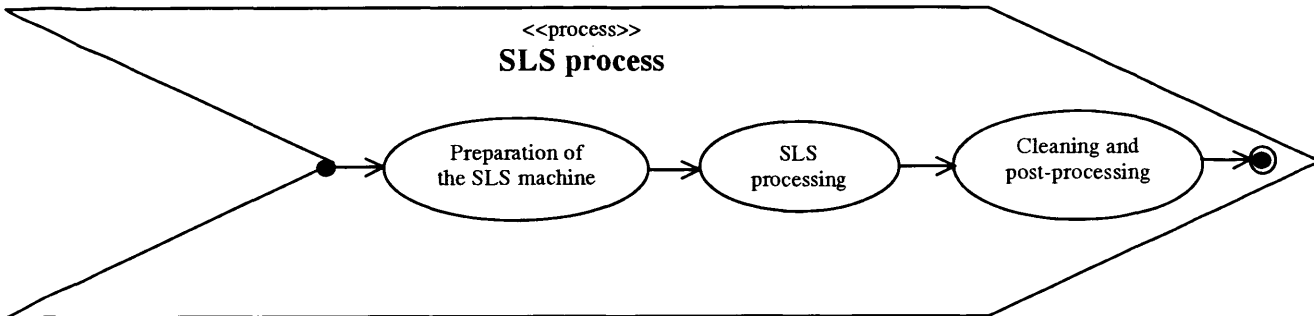 <<process>>
SLS process
Preparation of
the SLS machine
SLS
processing
Cleaning and
post-processing